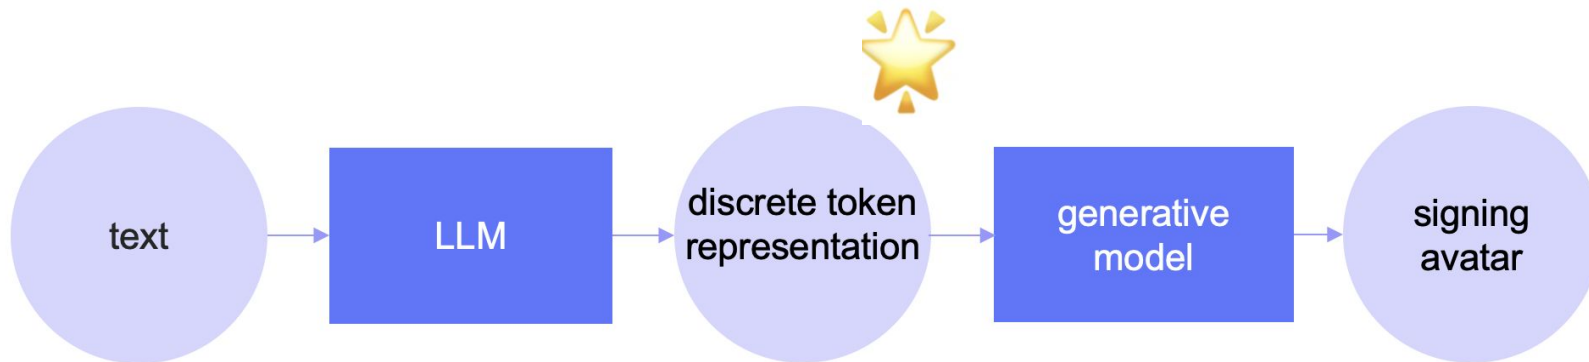 text
LLM
discrete token
representation
generative
model
signing
avatar